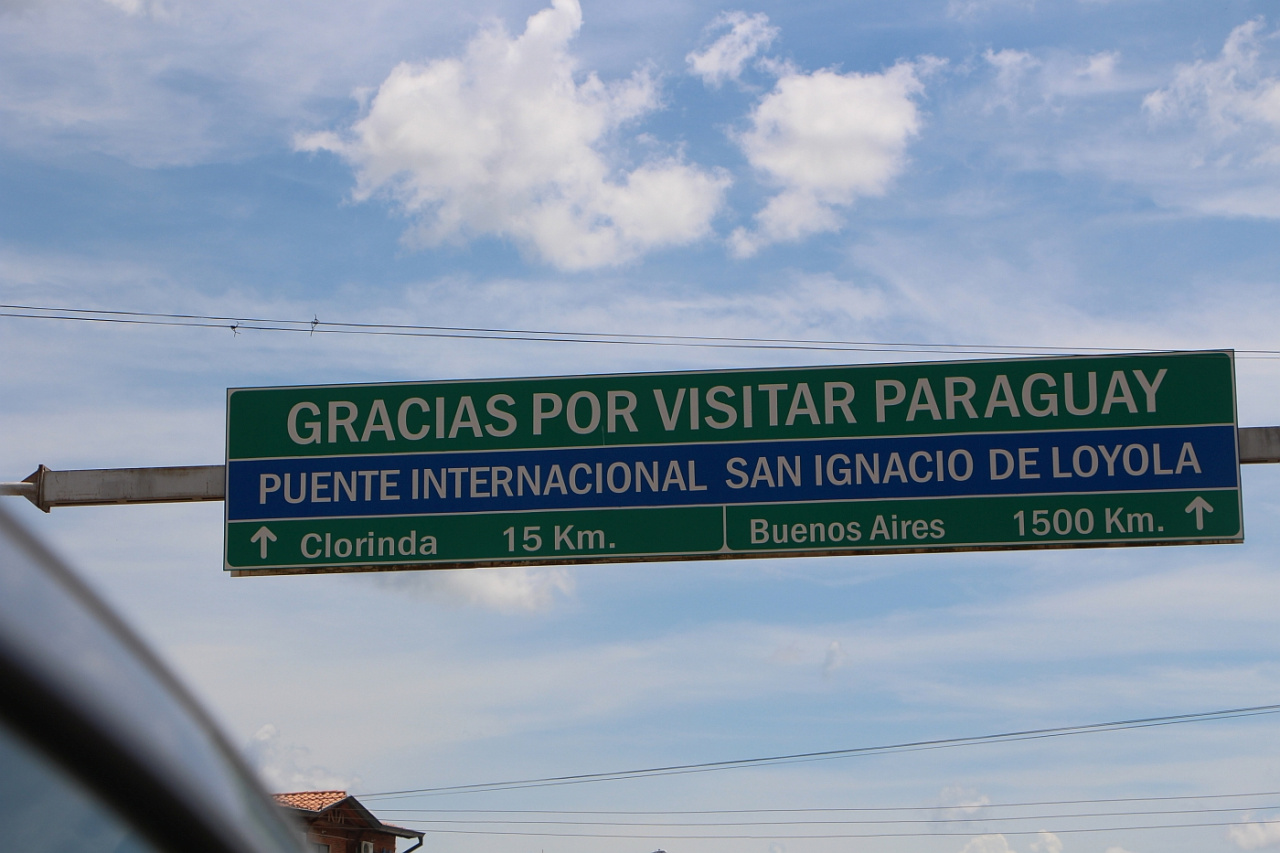 GRACIAS POR VISITAR PARAGUAY
PUENTE INTERNACIONAL SAN IGNACIO DE LOYOLA
↑ Clorinda 15 Km. Buenos Aires 1500 Km. ↑